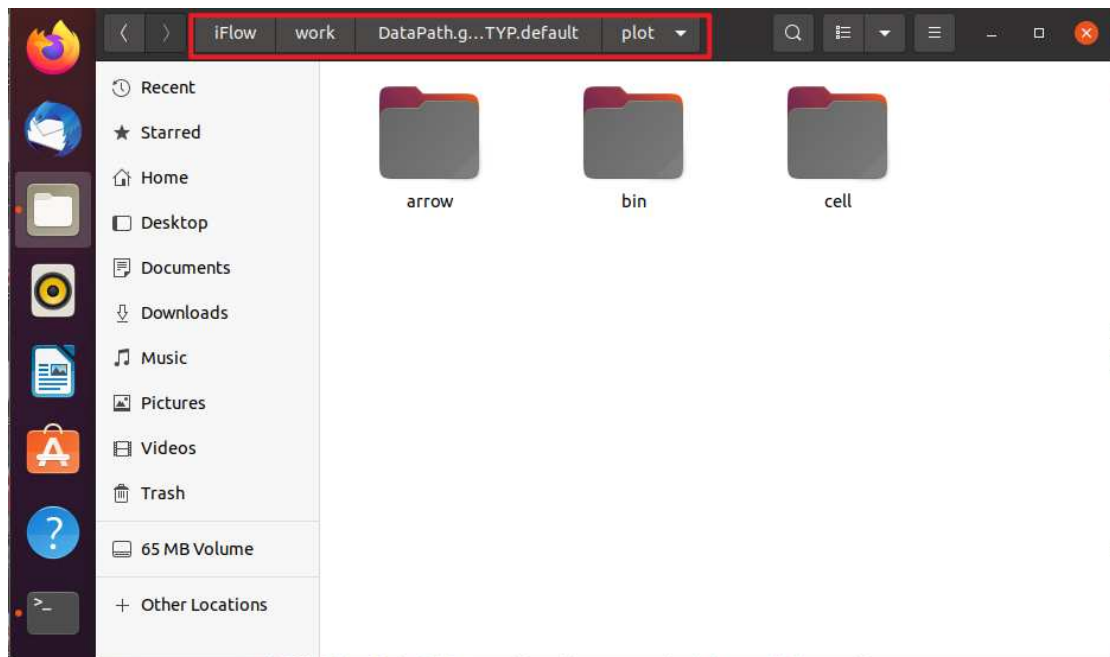 iFlow work DataPath.g...TYP.default plot
Recent
Starred
Home
Desktop
Documents
Downloads
Music
Pictures
Videos
Trash
65 MB Volume
+ Other Locations
arrow bin cell